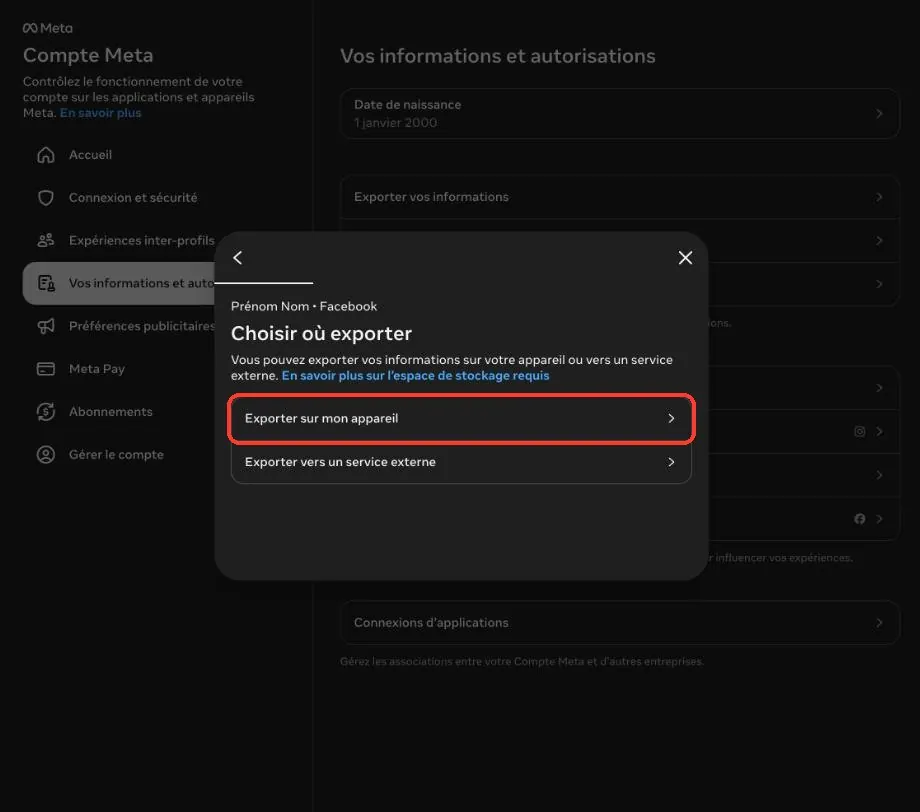 Meta
Compte Meta
Contrôlez le fonctionnement de votre
compte sur les applications et appareils
Meta. En savoir plus
Accueil
Connexion et sécurité
Expériences inter-profils
Vos informations et auto
Préférences publicitaires
Meta Pay
Abonnements
Gérer le compte
Vos informations et autorisations
Date de naissance
1 janvier 2000
Exporter vos informations
ions.
r influencer vos expériences.
Connexions d'applications
Gérez les associations entre votre Compte Meta et d'autres entreprises.
Prénom Nom • Facebook
Choisir où exporter
Vous pouvez exporter vos informations sur votre appareil ou vers un service
externe. En savoir plus sur l'espace de stockage requis
Exporter sur mon appareil
Exporter vers un service externe